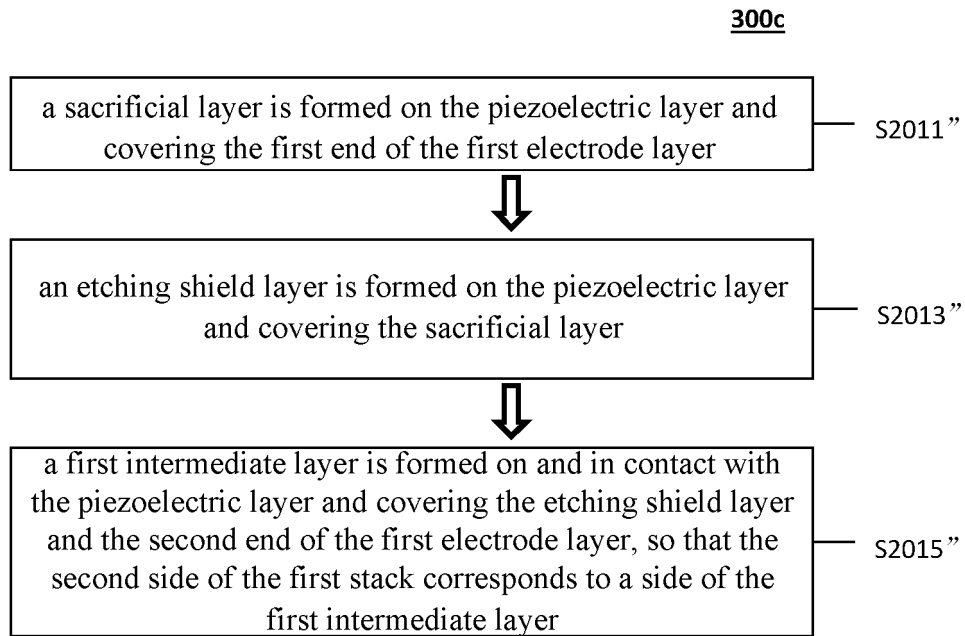 300c
a sacrificial layer is formed on the piezoelectric layer and
covering the first end of the first electrode layer
S2011”
an etching shield layer is formed on the piezoelectric layer
and covering the sacrificial layer
S2013”
a first intermediate layer is formed on and in contact with
the piezoelectric layer and covering the etching shield layer
and the second end of the first electrode layer, so that the
second side of the first stack corresponds to a side of the
first intermediate layer
S2015”